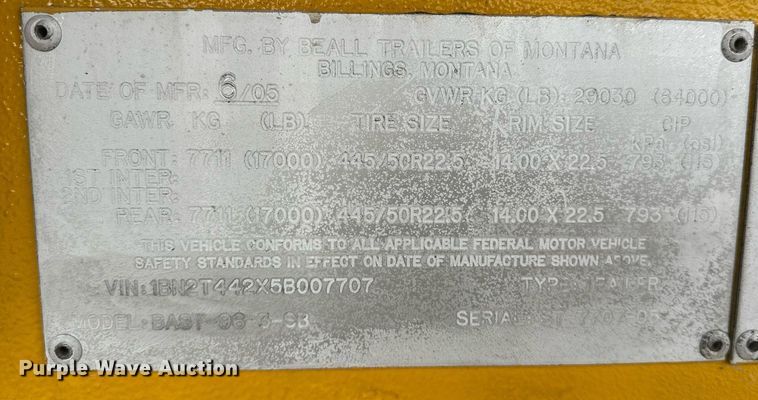 MFG. BY BEALL TRAILERS OF MONTANA
BILLINGS, MONTANA
DATE OF MFR: 6/05 GVWR KG (LB): 29030 (64000)
GAWR: KG (LB) TIRE SIZE RIM SIZE CIP
kPa (psi)
FRONT: 7711 (17000) 445/50R22.5 14.00 X 22.5 793 (115)
1ST INTER:
2ND INTER:
REAR: 7711 (17000) 445/50R22.5 14.00 X 22.5 793 (115)
THIS VEHICLE CONFORMS TO ALL APPLICABLE FEDERAL MOTOR VEHICLE
SAFETY STANDARDS IN EFFECT ON DATE OF MANUFACTURE SHOWN ABOVE.
VIN: 1BN2T442X5B007707 TYPE: TRAILER
MODEL: SERIAL:
Purple Wave Auction